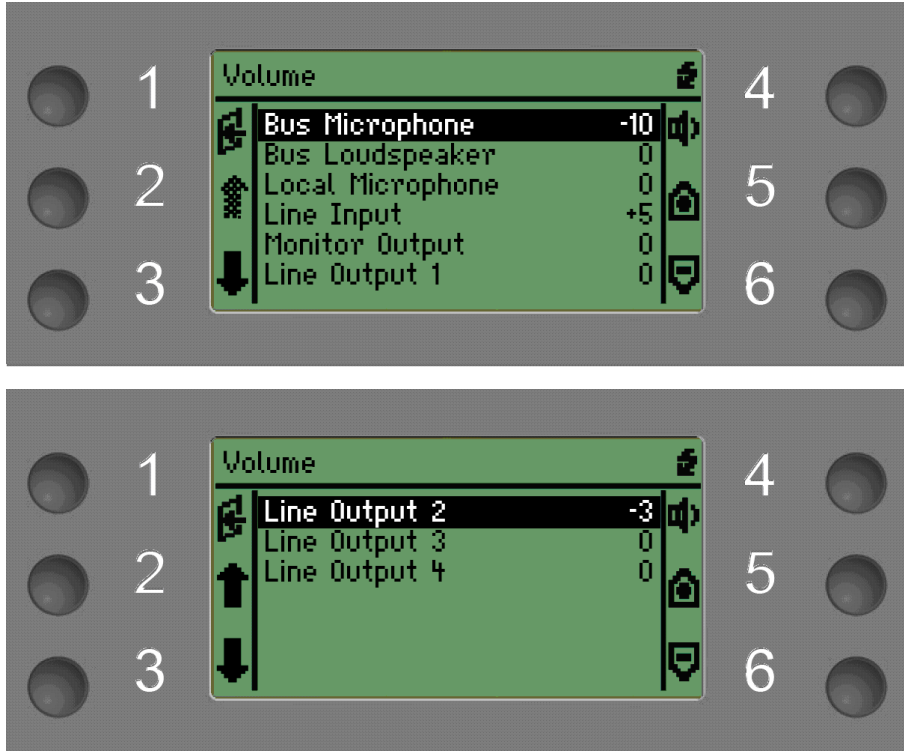 1
Volume
4
Bus Microphone -10
Bus Loudspeaker 0
2
Local Microphone 0
5
Line Input +5
Monitor Output 0
3
Line Output 1 0
6
1
Volume
4
Line Output 2 -3
Line Output 3 0
2
Line Output 4 0
5
3
6